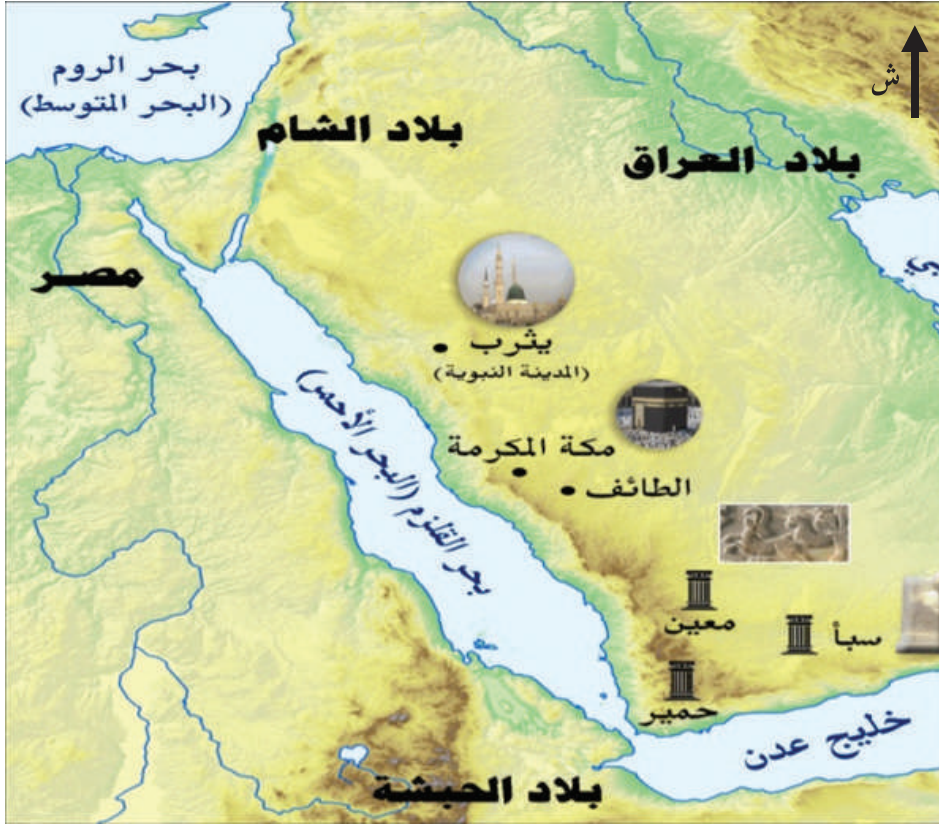 ش
بحر الروم
(البحر المتوسط)
بلاد الشام
بلاد العراق
مصر
يثرب
(المدينة النبوية)
مكة المكرمة
الطائف
بحر القلزم (البحر الأحمر)
معين
سبأ
حمير
خليج عدن
بلاد الحبشة